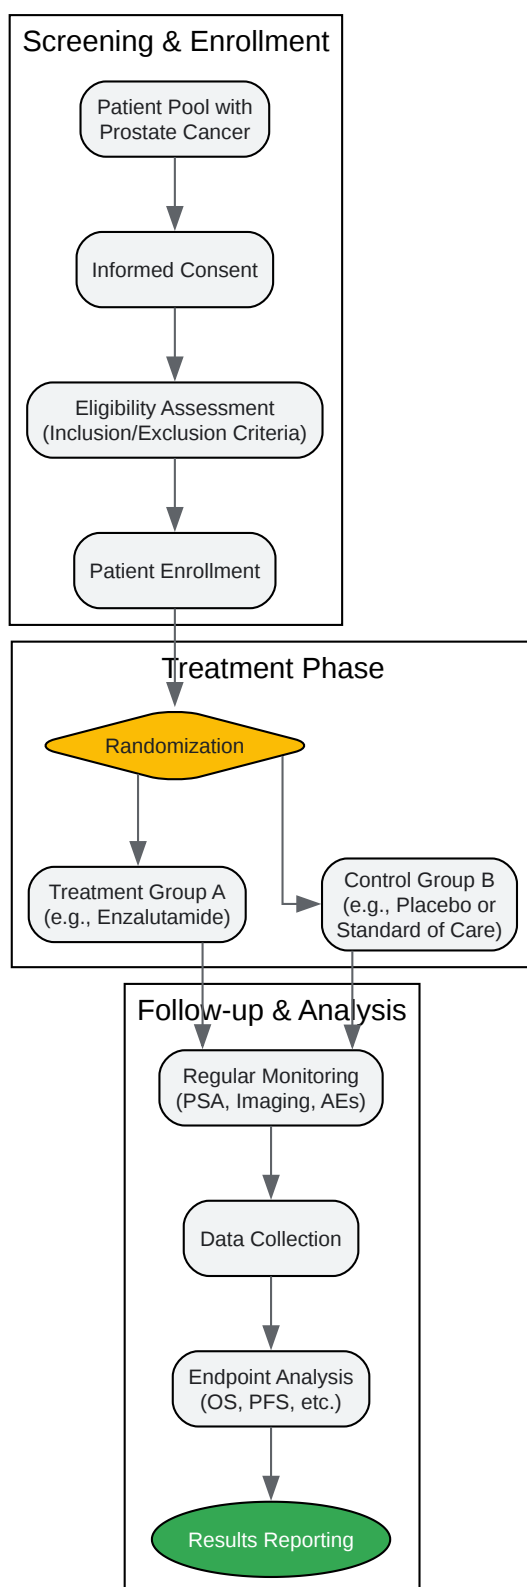 Screening & Enrollment
Patient Pool with
Prostate Cancer
Informed Consent
Eligibility Assessment
(Inclusion/Exclusion Criteria)
Patient Enrollment
Treatment Phase
Randomization
Treatment Group A
(e.g., Enzalutamide)
Control Group B
(e.g., Placebo or
Standard of Care)
Follow-up & Analysis
Regular Monitoring
(PSA, Imaging, AEs)
Data Collection
Endpoint Analysis
(OS, PFS, etc.)
Results Reporting